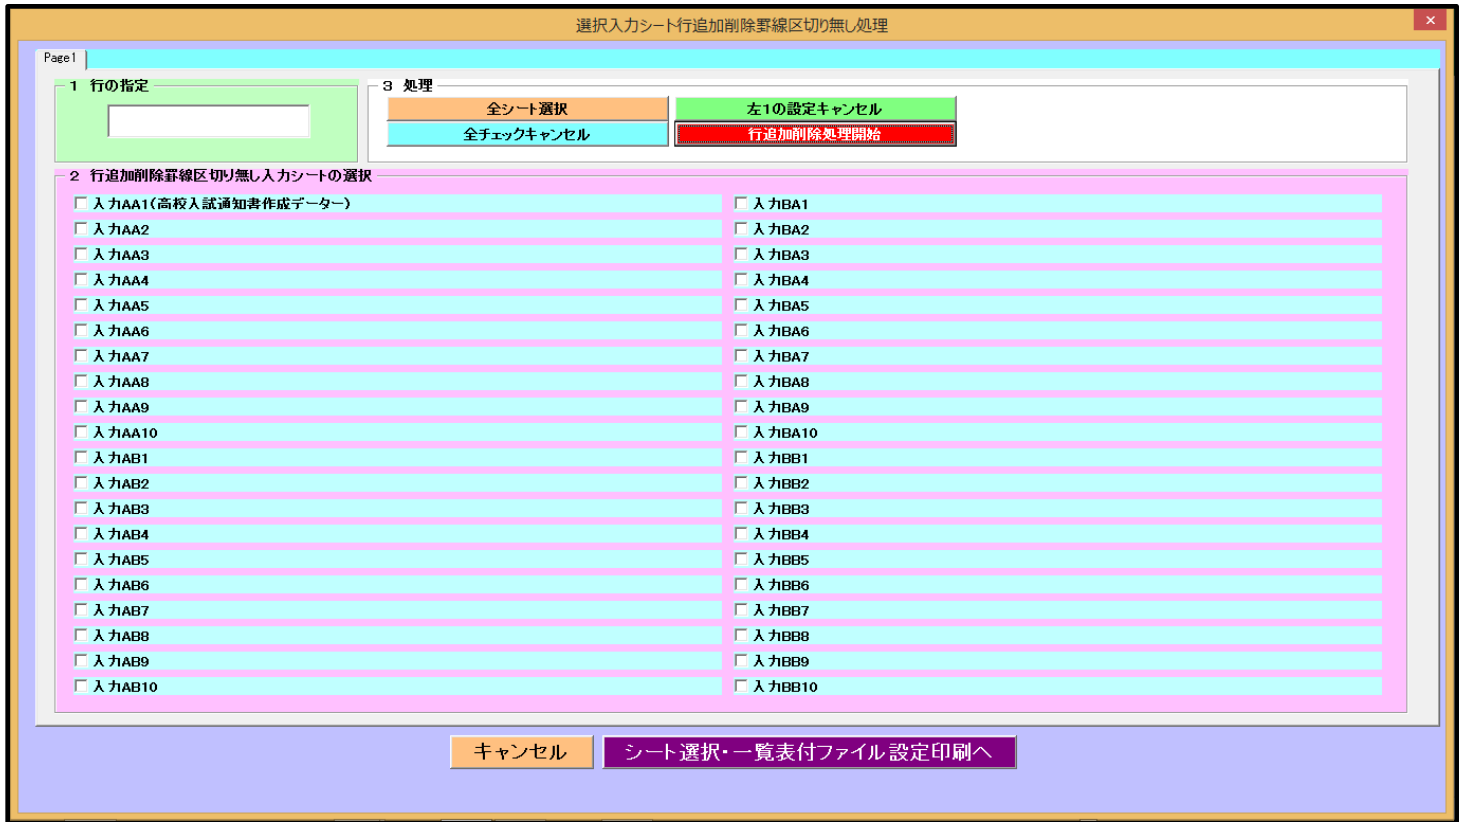 選択入力シート行追加削除罫線区切り無し処理
×
Page1
1 行の指定
3 処理
全シート選択
左1の設定キャンセル
全チェックキャンセル
行追加削除処理開始
2 行追加削除罫線区切り無し入力シートの選択
入力AA1(高校入試通知書作成データー)
入力AA2
入力AA3
入力AA4
入力AA5
入力AA6
入力AA7
入力AA8
入力AA9
入力AA10
入力AB1
入力AB2
入力AB3
入力AB4
入力AB5
入力AB6
入力AB7
入力AB8
入力AB9
入力AB10
入力BA1
入力BA2
入力BA3
入力BA4
入力BA5
入力BA6
入力BA7
入力BA8
入力BA9
入力BA10
入力BB1
入力BB2
入力BB3
入力BB4
入力BB5
入力BB6
入力BB7
入力BB8
入力BB9
入力BB10
キャンセル
シート選択・一覧表付ファイル設定印刷へ